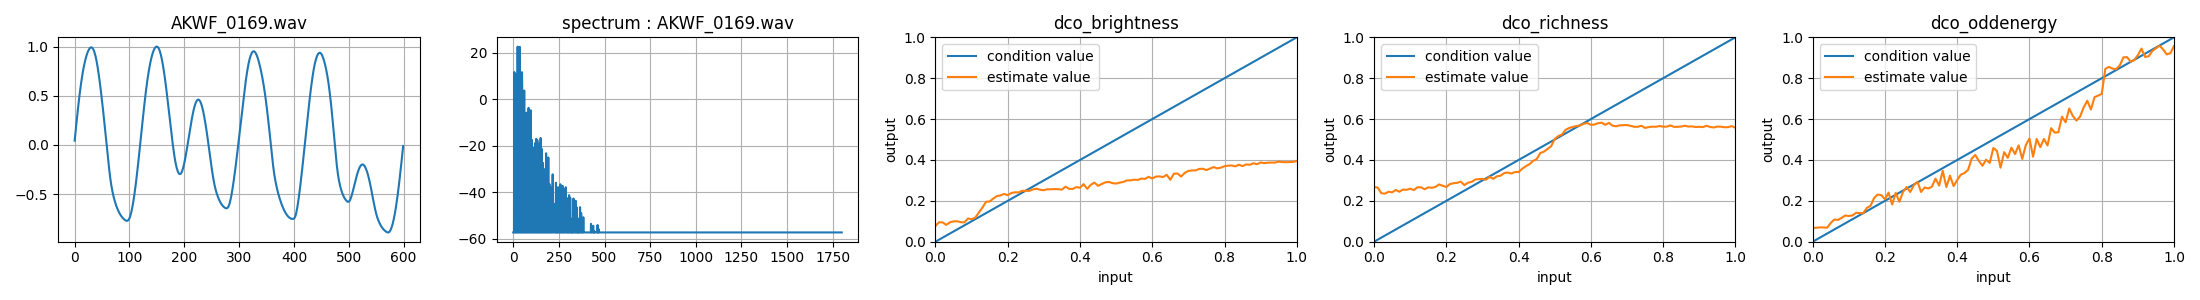 AKWF_0169.wav
1.0
0.5
0.0
−0.5
0 100 200 300 400 500 600
spectrum : AKWF_0169.wav
20
0
−20
−40
−60
0 250 500 750 1000 1250 1500 1750
dco_brightness
condition value
estimate value
output
1.0
0.8
0.6
0.4
0.2
0.0
0.0 0.2 0.4 0.6 0.8 1.0
input
dco_richness
condition value
estimate value
output
1.0
0.8
0.6
0.4
0.2
0.0
0.0 0.2 0.4 0.6 0.8 1.0
input
dco_oddenergy
condition value
estimate value
output
1.0
0.8
0.6
0.4
0.2
0.0
0.0 0.2 0.4 0.6 0.8 1.0
input